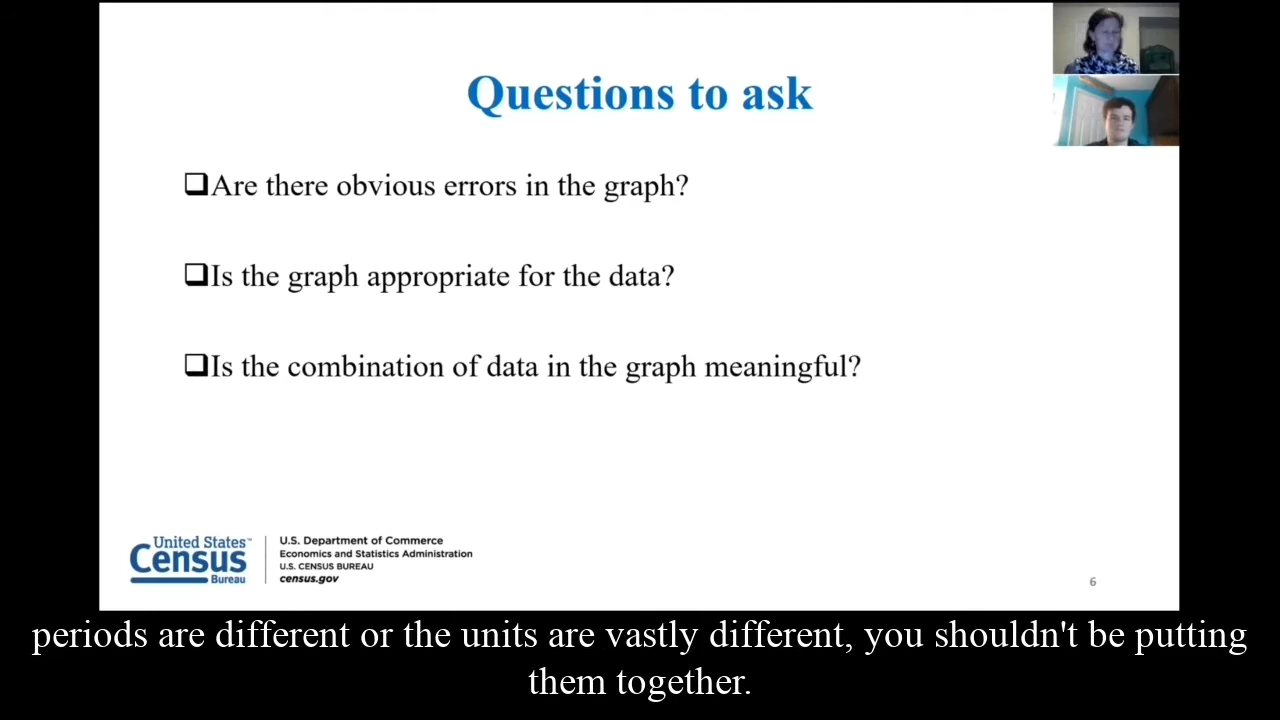 Questions to ask
❑Are there obvious errors in the graph?
❑Is the graph appropriate for the data?
❑Is the combination of data in the graph meaningful?
United States™
Census
Bureau
U.S. Department of Commerce
Economics and Statistics Administration
U.S. CENSUS BUREAU
census.gov
6
periods are different or the units are vastly different, you shouldn't be putting
them together.